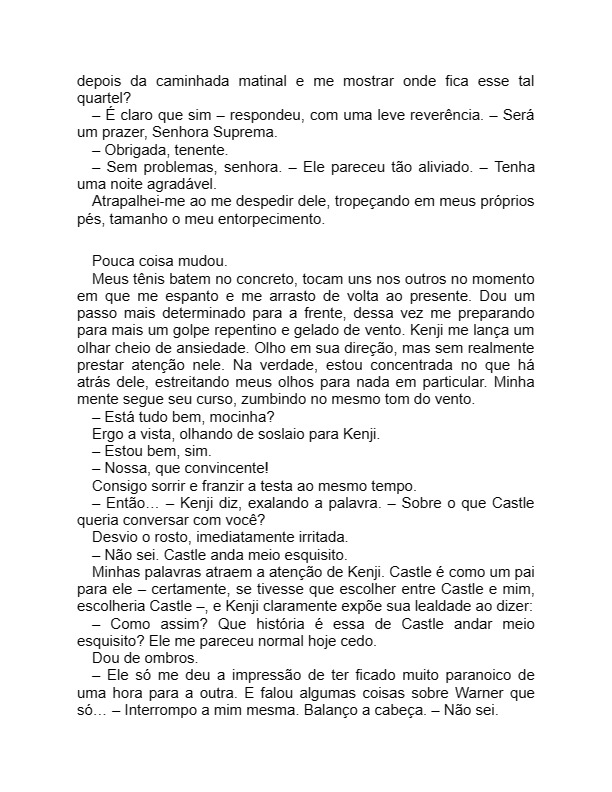 depois da caminhada matinal e me mostrar onde fica esse tal
quartel?
– É claro que sim – respondeu, com uma leve reverência. – Será
um prazer, Senhora Suprema.
– Obrigada, tenente.
– Sem problemas, senhora. – Ele pareceu tão aliviado. – Tenha
uma noite agradável.
Atrapalhei-me ao me despedir dele, tropeçando em meus próprios
pés, tamanho o meu entorpecimento.
Pouca coisa mudou.
Meus tênis batem no concreto, tocam uns nos outros no momento
em que me espanto e me arrasto de volta ao presente. Dou um
passo mais determinado para a frente, dessa vez me preparando
para mais um golpe repentino e gelado de vento. Kenji me lança um
olhar cheio de ansiedade. Olho em sua direção, mas sem realmente
prestar atenção nele. Na verdade, estou concentrada no que há
atrás dele, estreitando meus olhos para nada em particular. Minha
mente segue seu curso, zumbindo no mesmo tom do vento.
– Está tudo bem, mocinha?
Ergo a vista, olhando de soslaio para Kenji.
– Estou bem, sim.
– Nossa, que convincente!
Consigo sorrir e franzir a testa ao mesmo tempo.
– Então… – Kenji diz, exalando a palavra. – Sobre o que Castle
queria conversar com você?
Desvio o rosto, imediatamente irritada.
– Não sei. Castle anda meio esquisito.
Minhas palavras atraem a atenção de Kenji. Castle é como um pai
para ele – certamente, se tivesse que escolher entre Castle e mim,
escolheria Castle –, e Kenji claramente expõe sua lealdade ao dizer:
– Como assim? Que história é essa de Castle andar meio
esquisito? Ele me pareceu normal hoje cedo.
Dou de ombros.
– Ele só me deu a impressão de ter ficado muito paranoico de
uma hora para a outra. E falou algumas coisas sobre Warner que
só… – Interrompo a mim mesma. Balanço a cabeça. – Não sei.